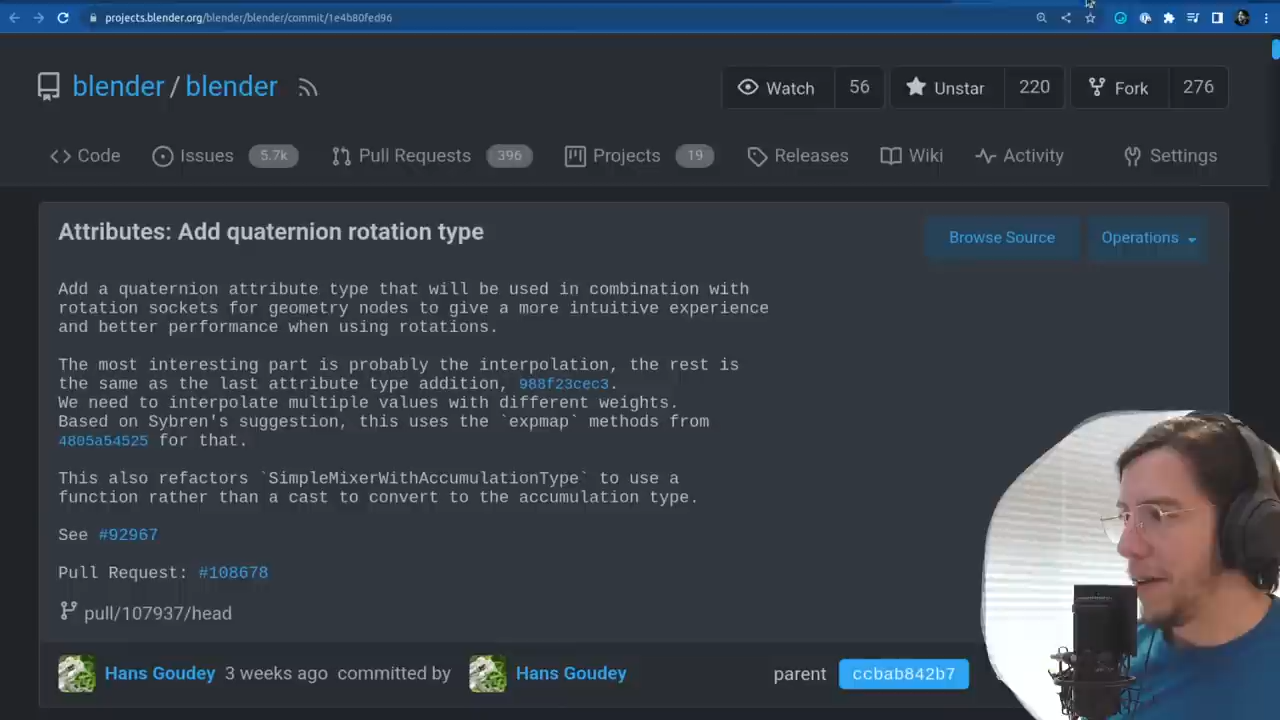 projects.blender.org/blender/blender/commit/1e4b80fed96
blender / blender
Watch 56
Unstar 220
Fork 276
Code
Issues 5.7k
Pull Requests 396
Projects 19
Releases
Wiki
Activity
Settings
Attributes: Add quaternion rotation type
Browse Source
Operations
Add a quaternion attribute type that will be used in combination with
rotation sockets for geometry nodes to give a more intuitive experience
and better performance when using rotations.
The most interesting part is probably the interpolation, the rest is
the same as the last attribute type addition, 988f23cec3.
We need to interpolate multiple values with different weights.
Based on Sybren's suggestion, this uses the `expmap` methods from
4805a54525 for that.
This also refactors `SimpleMixerWithAccumulationType` to use a
function rather than a cast to convert to the accumulation type.
See #92967
Pull Request: #108678
pull/107937/head
Hans Goudey 3 weeks ago committed by Hans Goudey
parent ccbab842b7